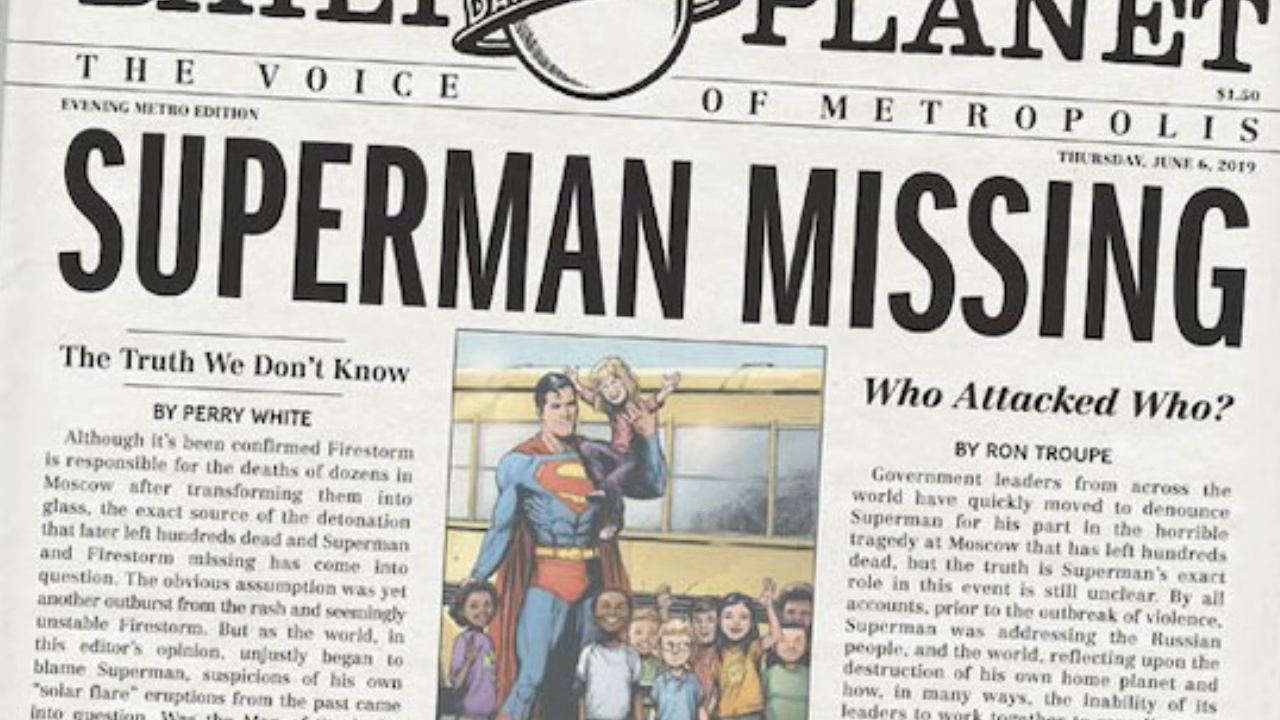 DAILY PLANET
THE VOICE OF METROPOLIS
$1.50
EVENING METRO EDITION
THURSDAY, JUNE 6, 2019
SUPERMAN MISSING
The Truth We Don't Know
BY PERRY WHITE
Although it's been confirmed Firestorm
is responsible for the deaths of dozens in
Moscow after transforming them into
glass, the exact source of the detonation
that later left hundreds dead and Superman
and Firestorm missing has come into
question. The obvious assumption was yet
another outburst from the rash and seemingly
unstable Firestorm. But as the world, in
this editor's opinion, unjustly began to
blame Superman, suspicions of his own
"solar flare" eruptions from the past came
into question. Was the Man of
Who Attacked Who?
BY RON TROUPE
Government leaders from across the
world have quickly moved to denounce
Superman for his part in the horrible
tragedy at Moscow that has left hundreds
dead, but the truth is Superman's exact
role in this event is still unclear. By all
accounts, prior to the outbreak of violence,
Superman was addressing the Russian
people, and the world, reflecting upon the
destruction of his own home planet and
how, in many ways, the inability of its
leaders to work together